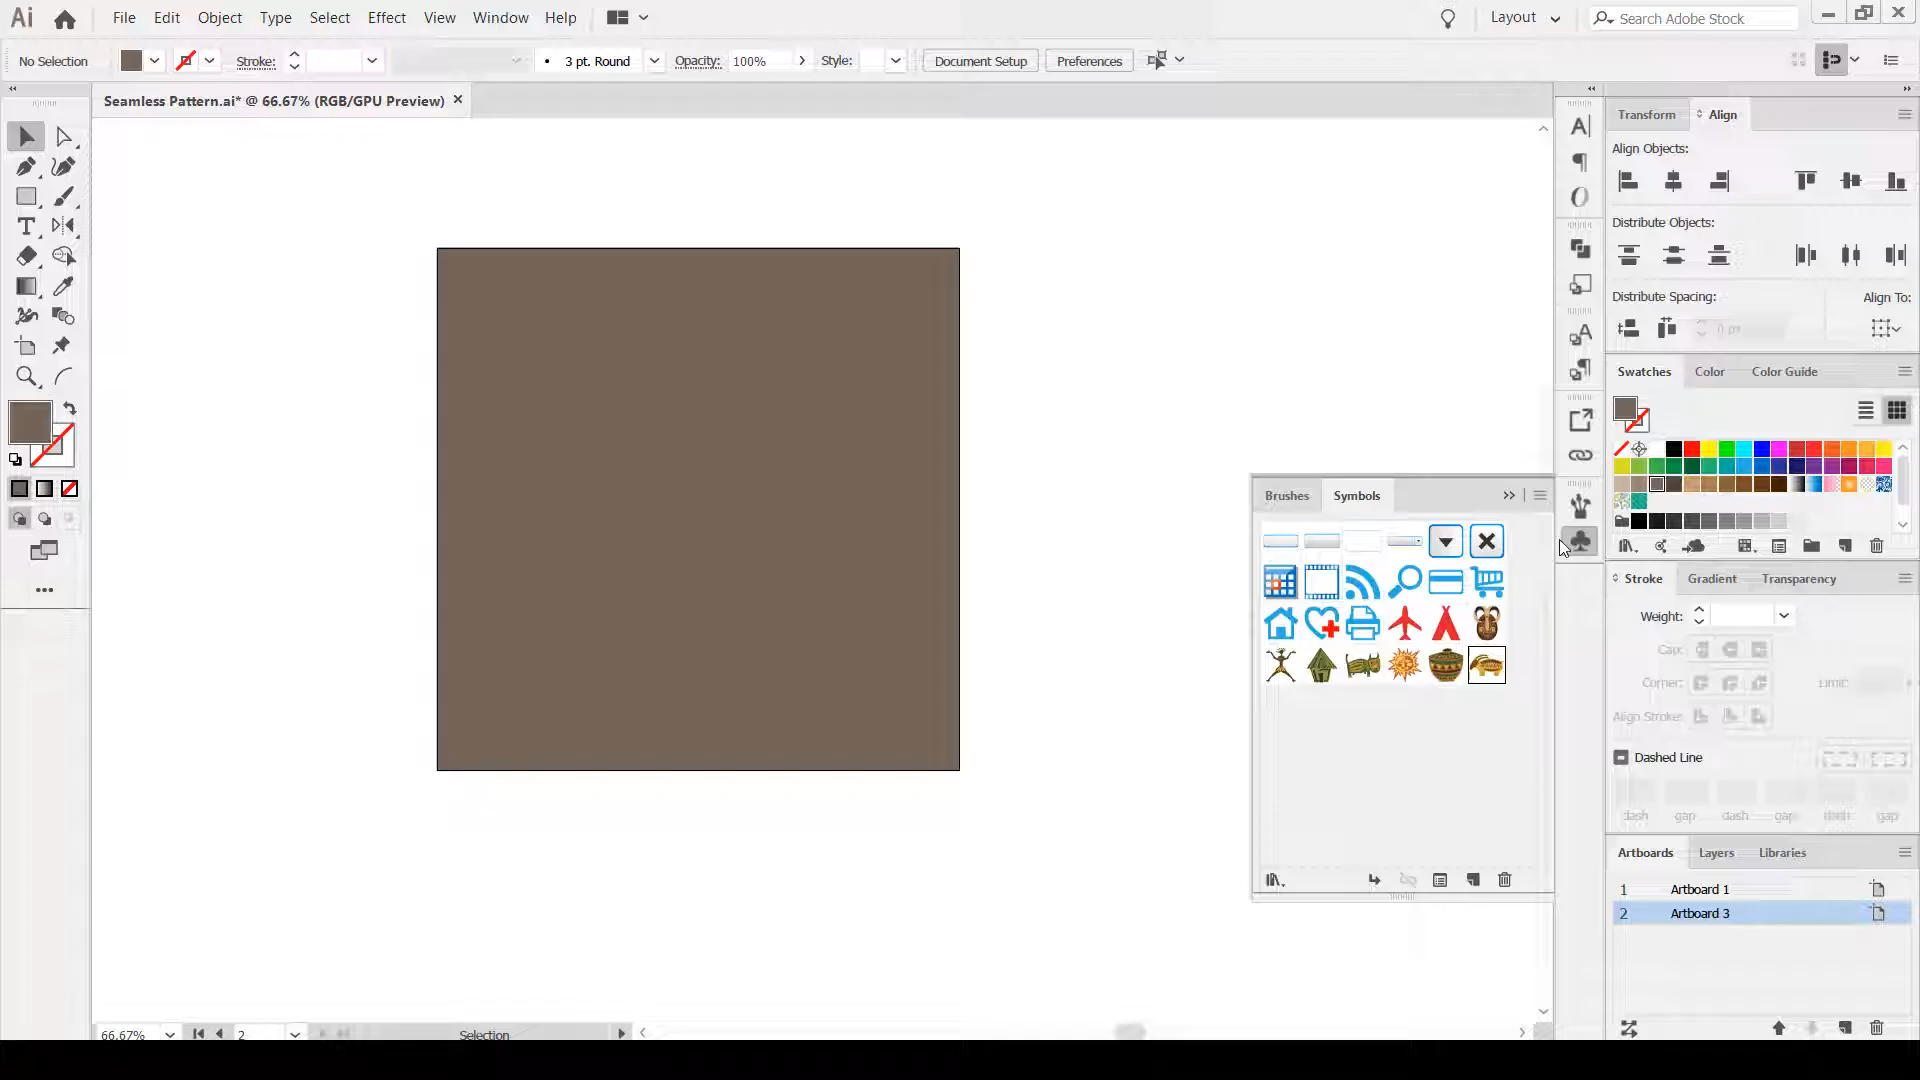 Ai File Edit Object Type Select Effect View Window Help Layout Search Adobe Stock
No Selection Stroke: 3 pt. Round Opacity: 100% Style: Document Setup Preferences
Seamless Pattern.ai* @ 66.67% (RGB/GPU Preview)
Transform Align
Align Objects:
Distribute Objects:
Distribute Spacing: Align To:
0 px
Swatches Color Color Guide
Brushes Symbols
Stroke Gradient Transparency
Weight:
Cap:
Corner: Limit:
Align Stroke:
Dashed Line
dash gap dash gap dash gap
Artboards Layers Libraries
1 Artboard 1
2 Artboard 3
66.67% 2 Selection